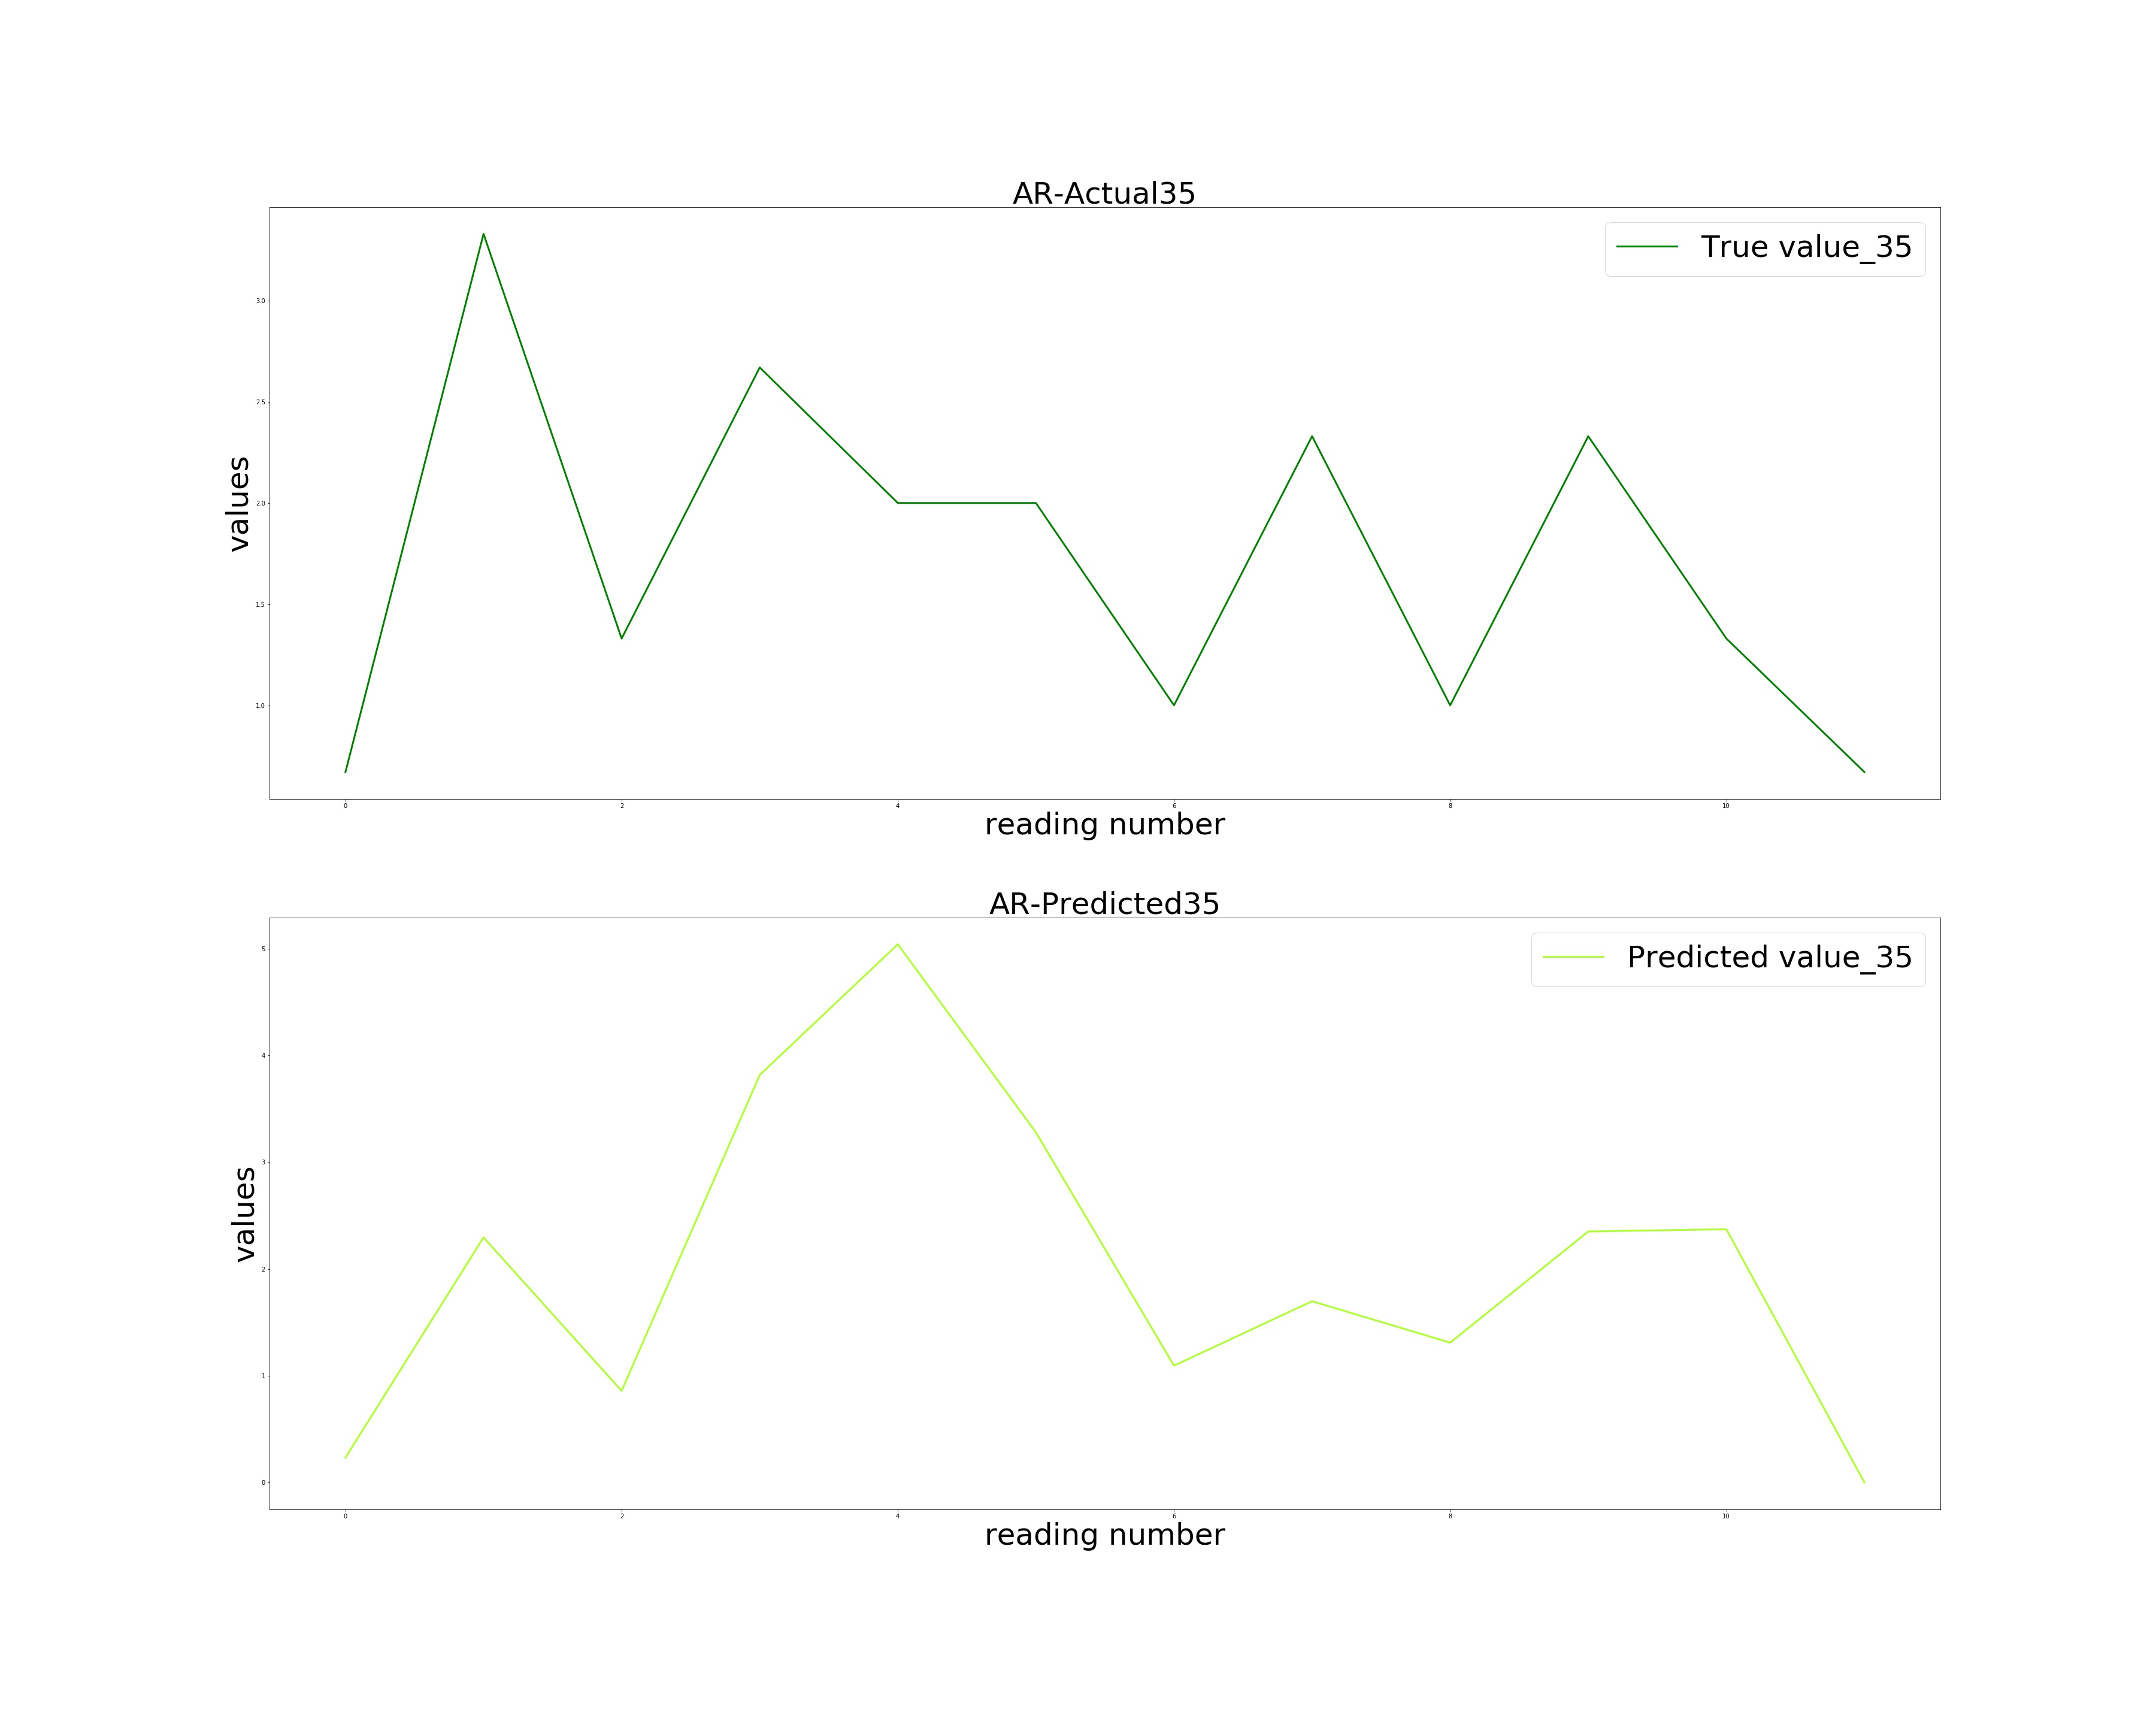 AR-Actual35
True value_35
values
3.0
2.5
2.0
1.5
1.0
0 2 4 6 8 10
reading number
AR-Predicted35
Predicted value_35
values
5
4
3
2
1
0
0 2 4 6 8 10
reading number